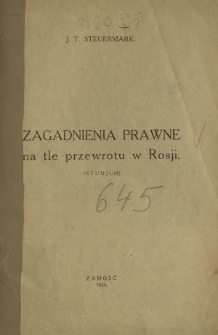 J. T. STEUERMARK.
ZAGADNIENIA PRAWNE
na tle przewrotu w Rosji.
(STUDJUM)
645
ZAMOŚĆ